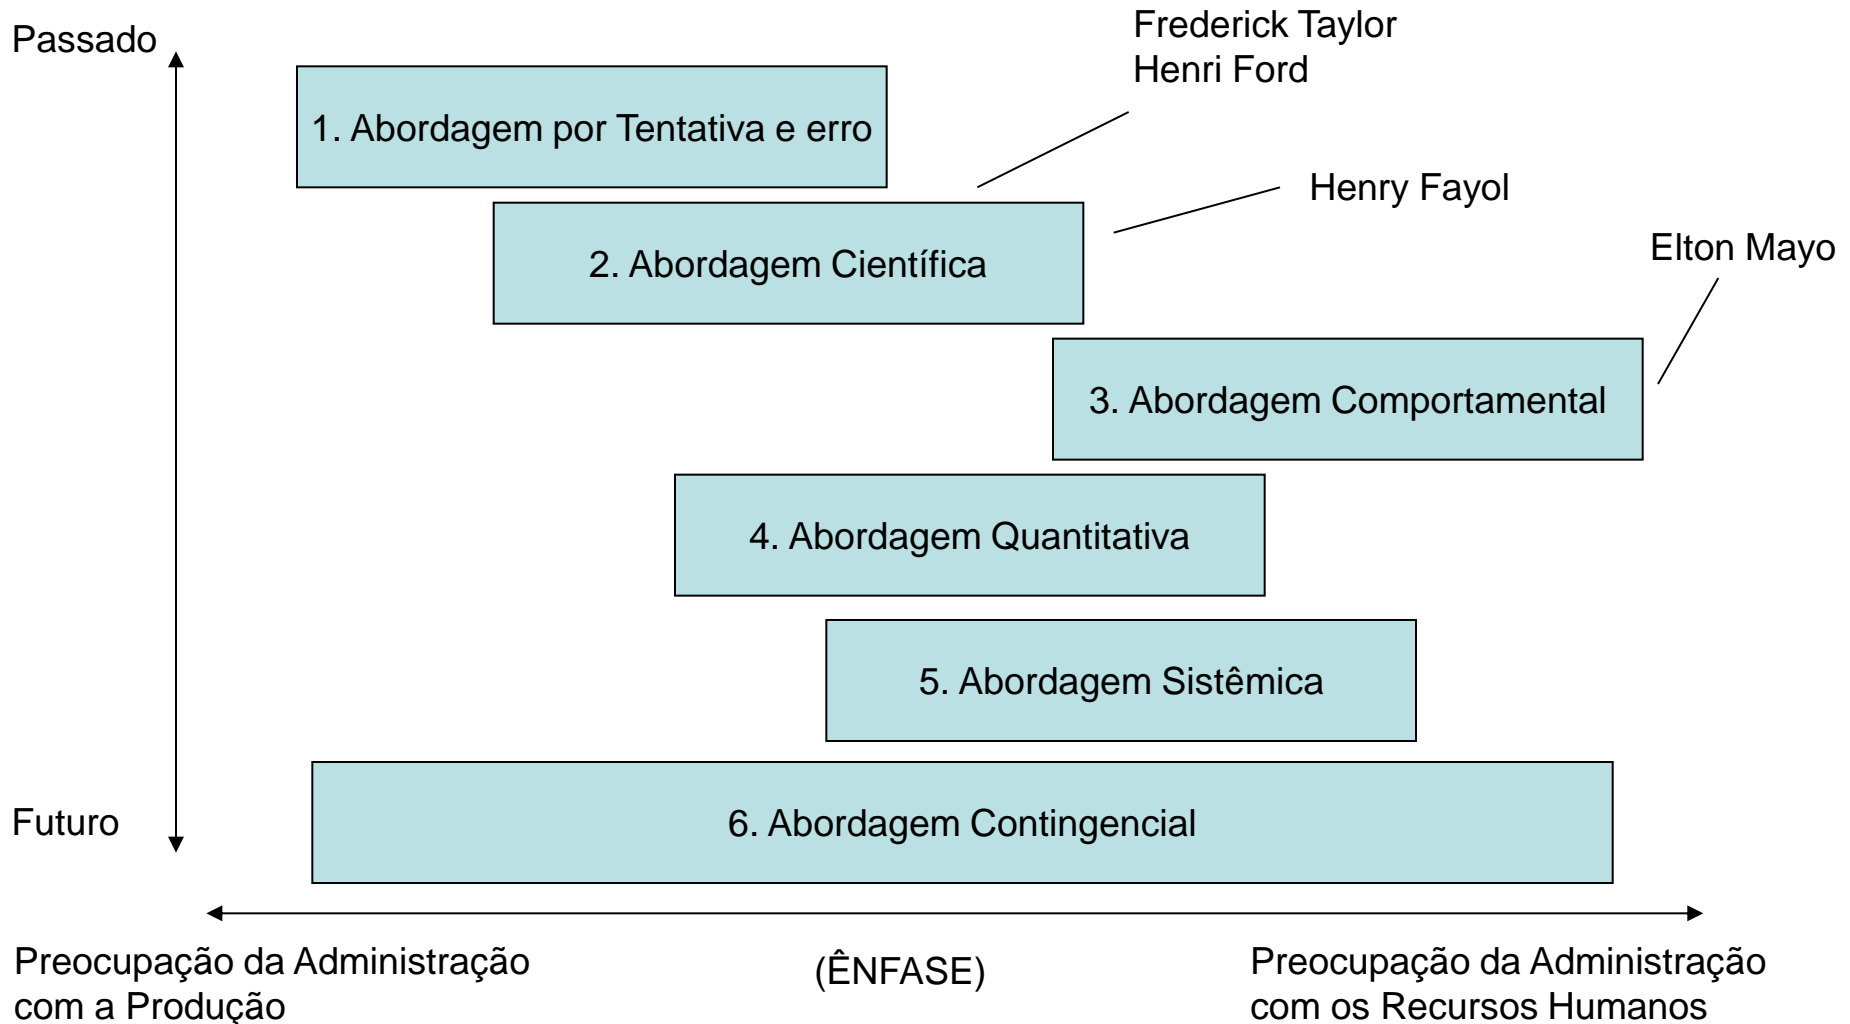 Passado
Frederick Taylor
Henri Ford
1. Abordagem por Tentativa e erro
Henry Fayol
2. Abordagem Científica
Elton Mayo
3. Abordagem Comportamental
4. Abordagem Quantitativa
5. Abordagem Sistêmica
Futuro
6. Abordagem Contingencial
Preocupação da Administração
com a Produção
(ÊNFASE)
Preocupação da Administração
com os Recursos Humanos